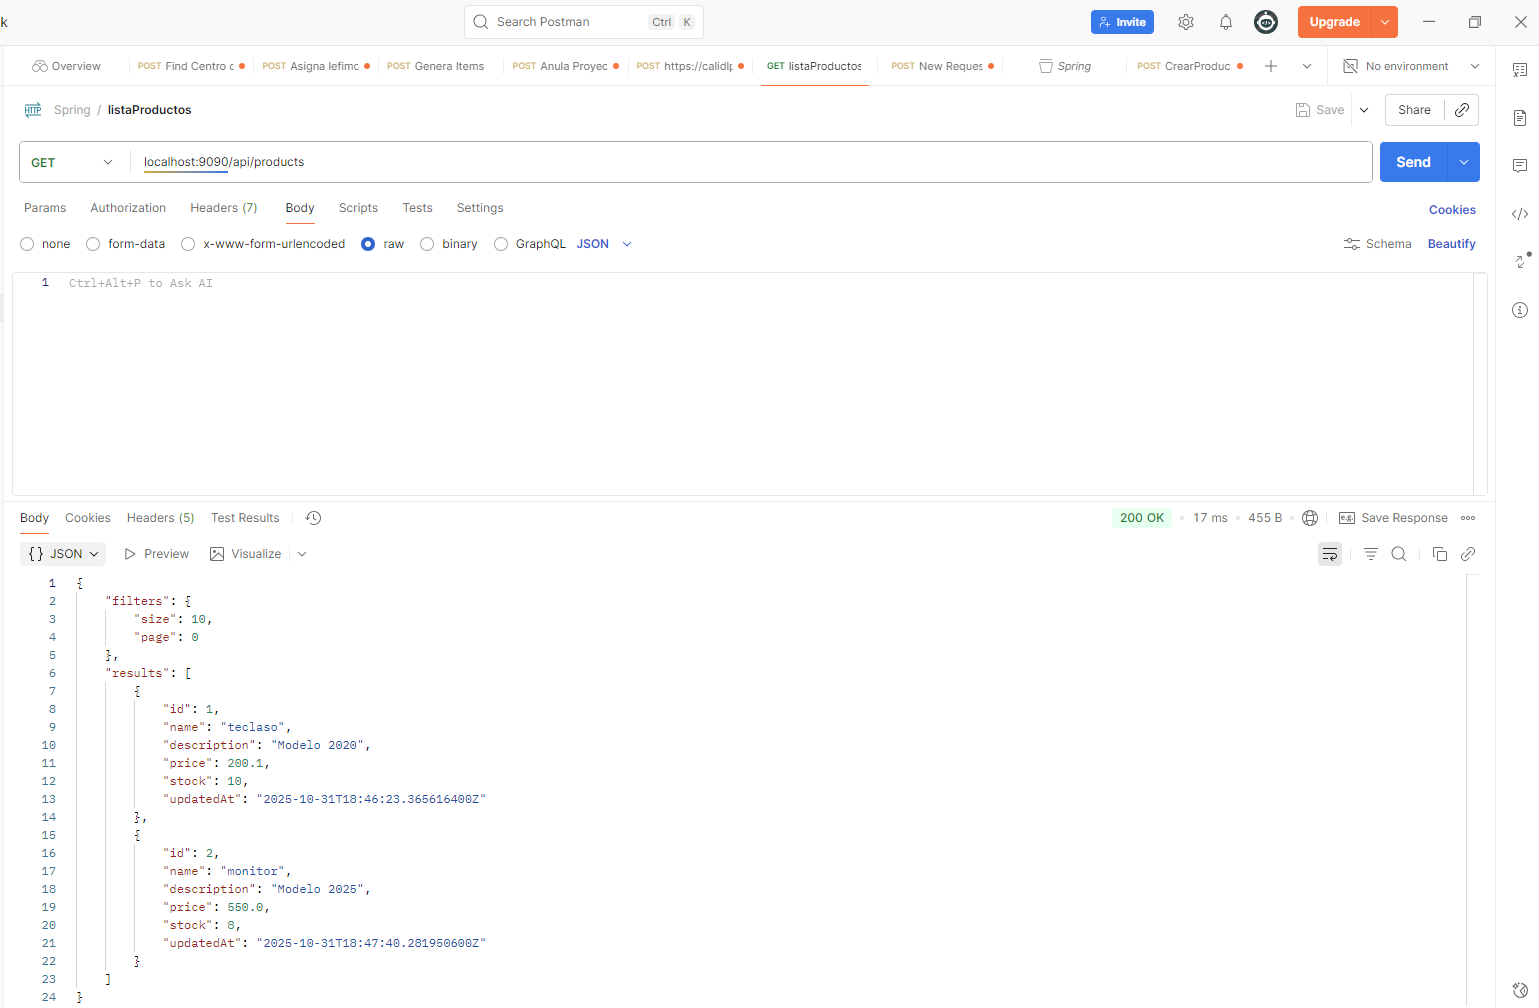 k
Search Postman Ctrl K
Invite
Upgrade
Overview
POST Find Centro c
POST Asigna lefimc
POST Genera Items
POST Anula Proyec
POST https://calidlp
GET listaProductos
POST New Reques
Spring
POST CrearProduc
No environment
HTTP Spring / listaProductos
Save
Share
GET localhost:9090/api/products
Send
Params Authorization Headers (7) Body Scripts Tests Settings
Cookies
none form-data x-www-form-urlencoded raw binary GraphQL JSON
Schema Beautify
1 Ctrl+Alt+P to Ask AI
Body Cookies Headers (5) Test Results
200 OK • 17 ms • 455 B • e.g. Save Response
{} JSON Preview Visualize
1 {
2 "filters": {
3 "size": 10,
4 "page": 0
5 },
6 "results": [
7 {
8 "id": 1,
9 "name": "teclaso",
10 "description": "Modelo 2020",
11 "price": 200.1,
12 "stock": 10,
13 "updatedAt": "2025-10-31T18:46:23.365616400Z"
14 },
15 {
16 "id": 2,
17 "name": "monitor",
18 "description": "Modelo 2025",
19 "price": 550.0,
20 "stock": 8,
21 "updatedAt": "2025-10-31T18:47:40.281950600Z"
22 }
23 ]
24 }